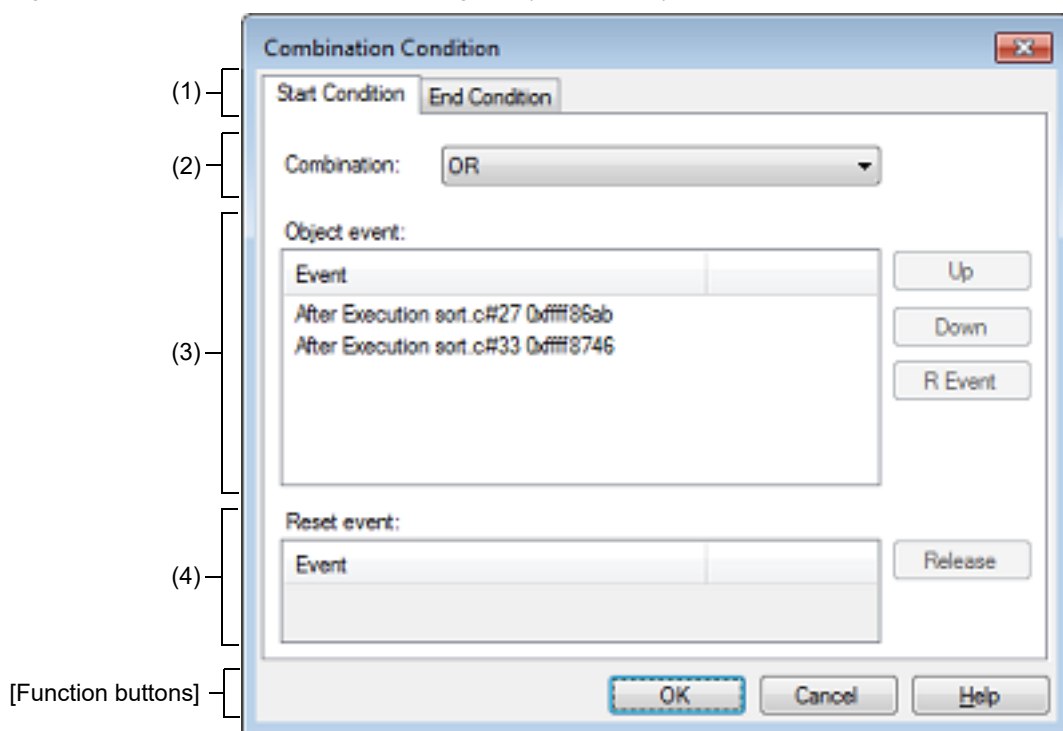 Combination Condition
(1)
Start Condition End Condition
(2)
Combination: OR
Object event:
Event
Up
After Execution sort.c#27 0xffff86ab
Down
After Execution sort.c#33 0xffff8746
(3)
R Event
Reset event:
Event
Release
(4)
[Function buttons]
OK Cancel Help